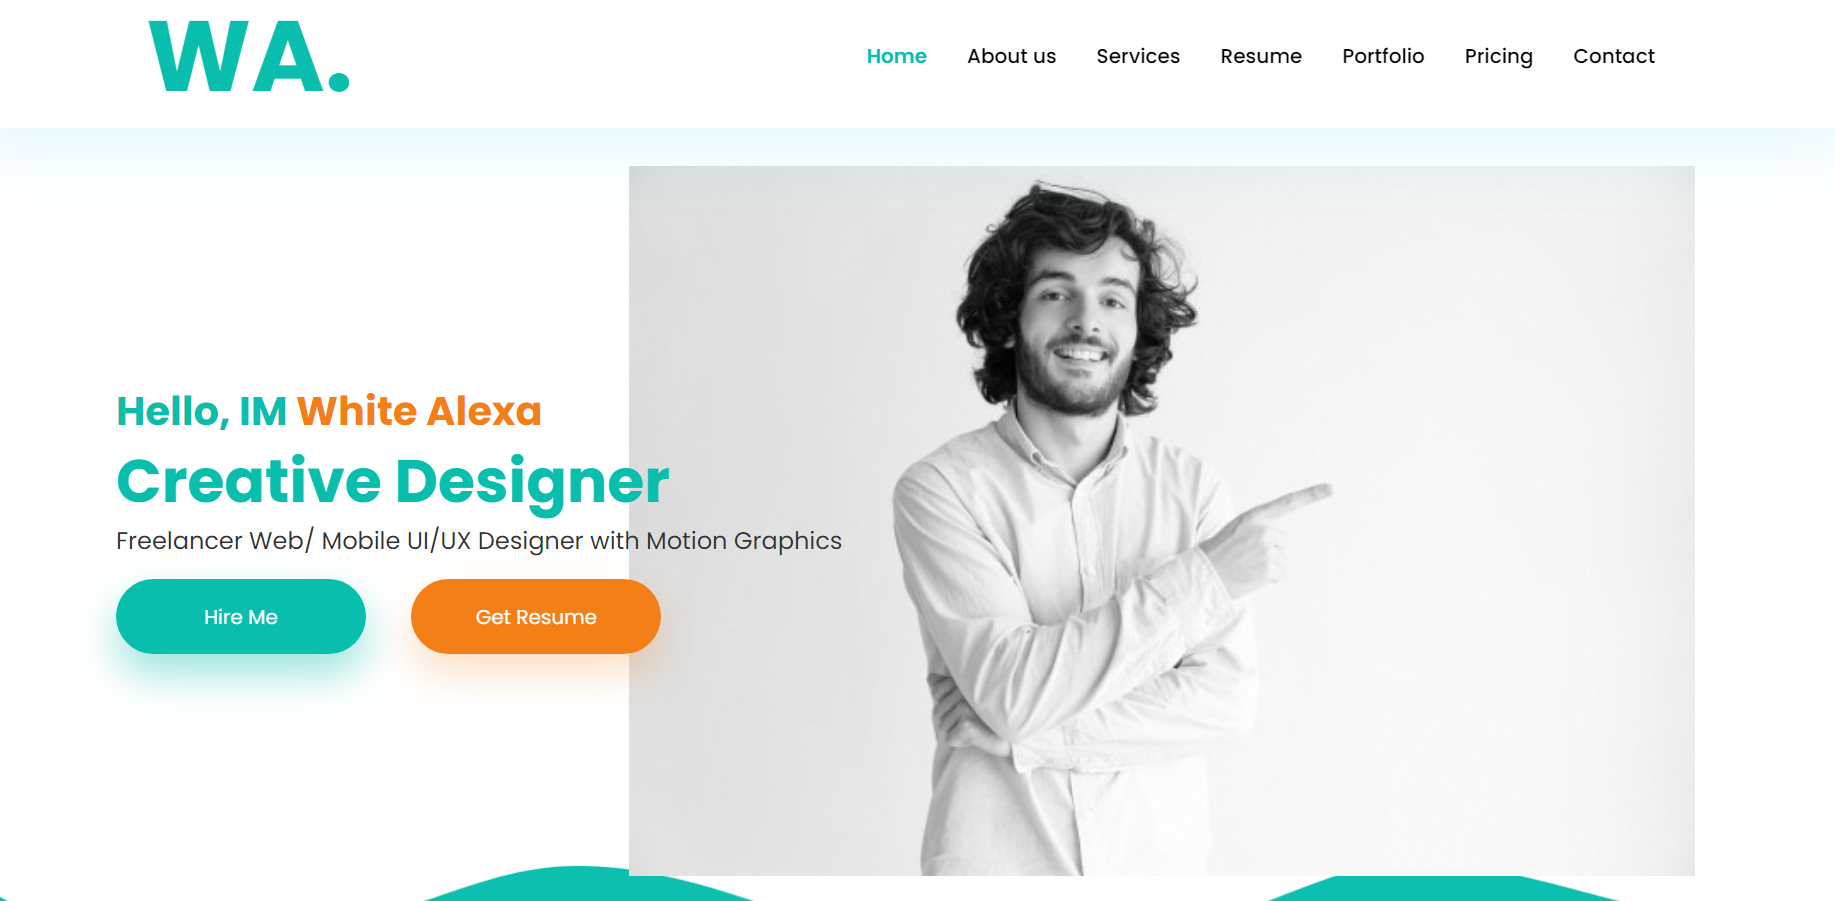 WA.
Home About us Services Resume Portfolio Pricing Contact
Hello, IM White Alexa
Creative Designer
Freelancer Web/ Mobile UI/UX Designer with Motion Graphics
Hire Me Get Resume